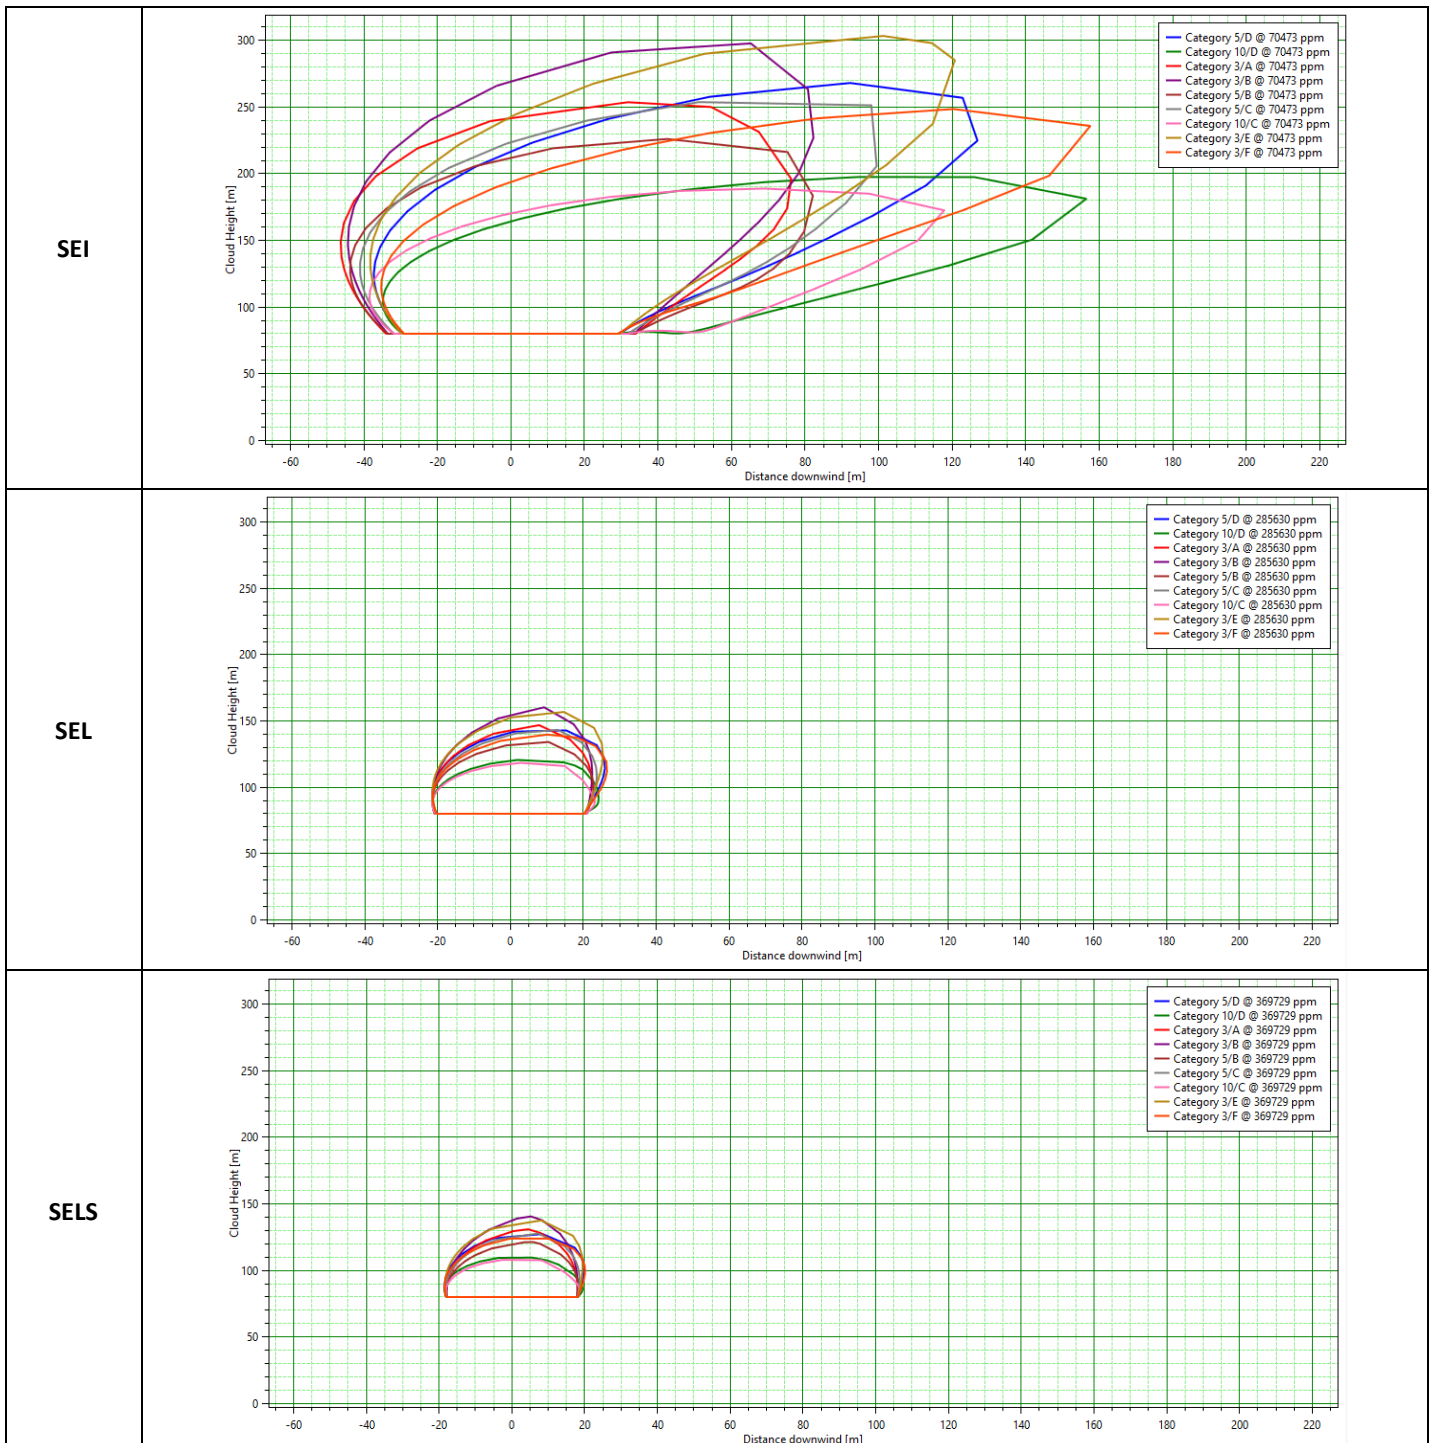 SEI
300
250
200
150
100
50
0
Cloud Height [m]
-60 -40 -20 0 20 40 60 80 100 120 140 160 180 200 220
Distance downwind [m]
Category 5/D @ 70473 ppm
Category 10/D @ 70473 ppm
Category 3/A @ 70473 ppm
Category 3/B @ 70473 ppm
Category 5/B @ 70473 ppm
Category 5/C @ 70473 ppm
Category 10/C @ 70473 ppm
Category 3/E @ 70473 ppm
Category 3/F @ 70473 ppm
SEL
300
250
200
150
100
50
0
Cloud Height [m]
-60 -40 -20 0 20 40 60 80 100 120 140 160 180 200 220
Distance downwind [m]
Category 5/D @ 285630 ppm
Category 10/D @ 285630 ppm
Category 3/A @ 285630 ppm
Category 3/B @ 285630 ppm
Category 5/B @ 285630 ppm
Category 5/C @ 285630 ppm
Category 10/C @ 285630 ppm
Category 3/E @ 285630 ppm
Category 3/F @ 285630 ppm
SELS
300
250
200
150
100
50
0
Cloud Height [m]
-60 -40 -20 0 20 40 60 80 100 120 140 160 180 200 220
Distance downwind [m]
Category 5/D @ 369729 ppm
Category 10/D @ 369729 ppm
Category 3/A @ 369729 ppm
Category 3/B @ 369729 ppm
Category 5/B @ 369729 ppm
Category 5/C @ 369729 ppm
Category 10/C @ 369729 ppm
Category 3/E @ 369729 ppm
Category 3/F @ 369729 ppm